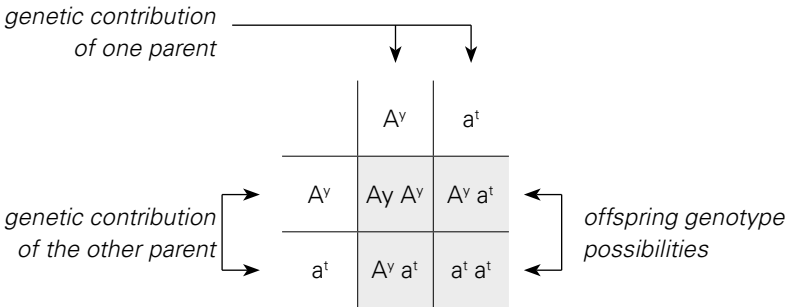 genetic contribution
of one parent
Aʸ aᵗ
Aʸ Ay Aʸ Aʸ aᵗ
genetic contribution
of the other parent
offspring genotype
possibilities
aᵗ Aʸ aᵗ aᵗ aᵗ